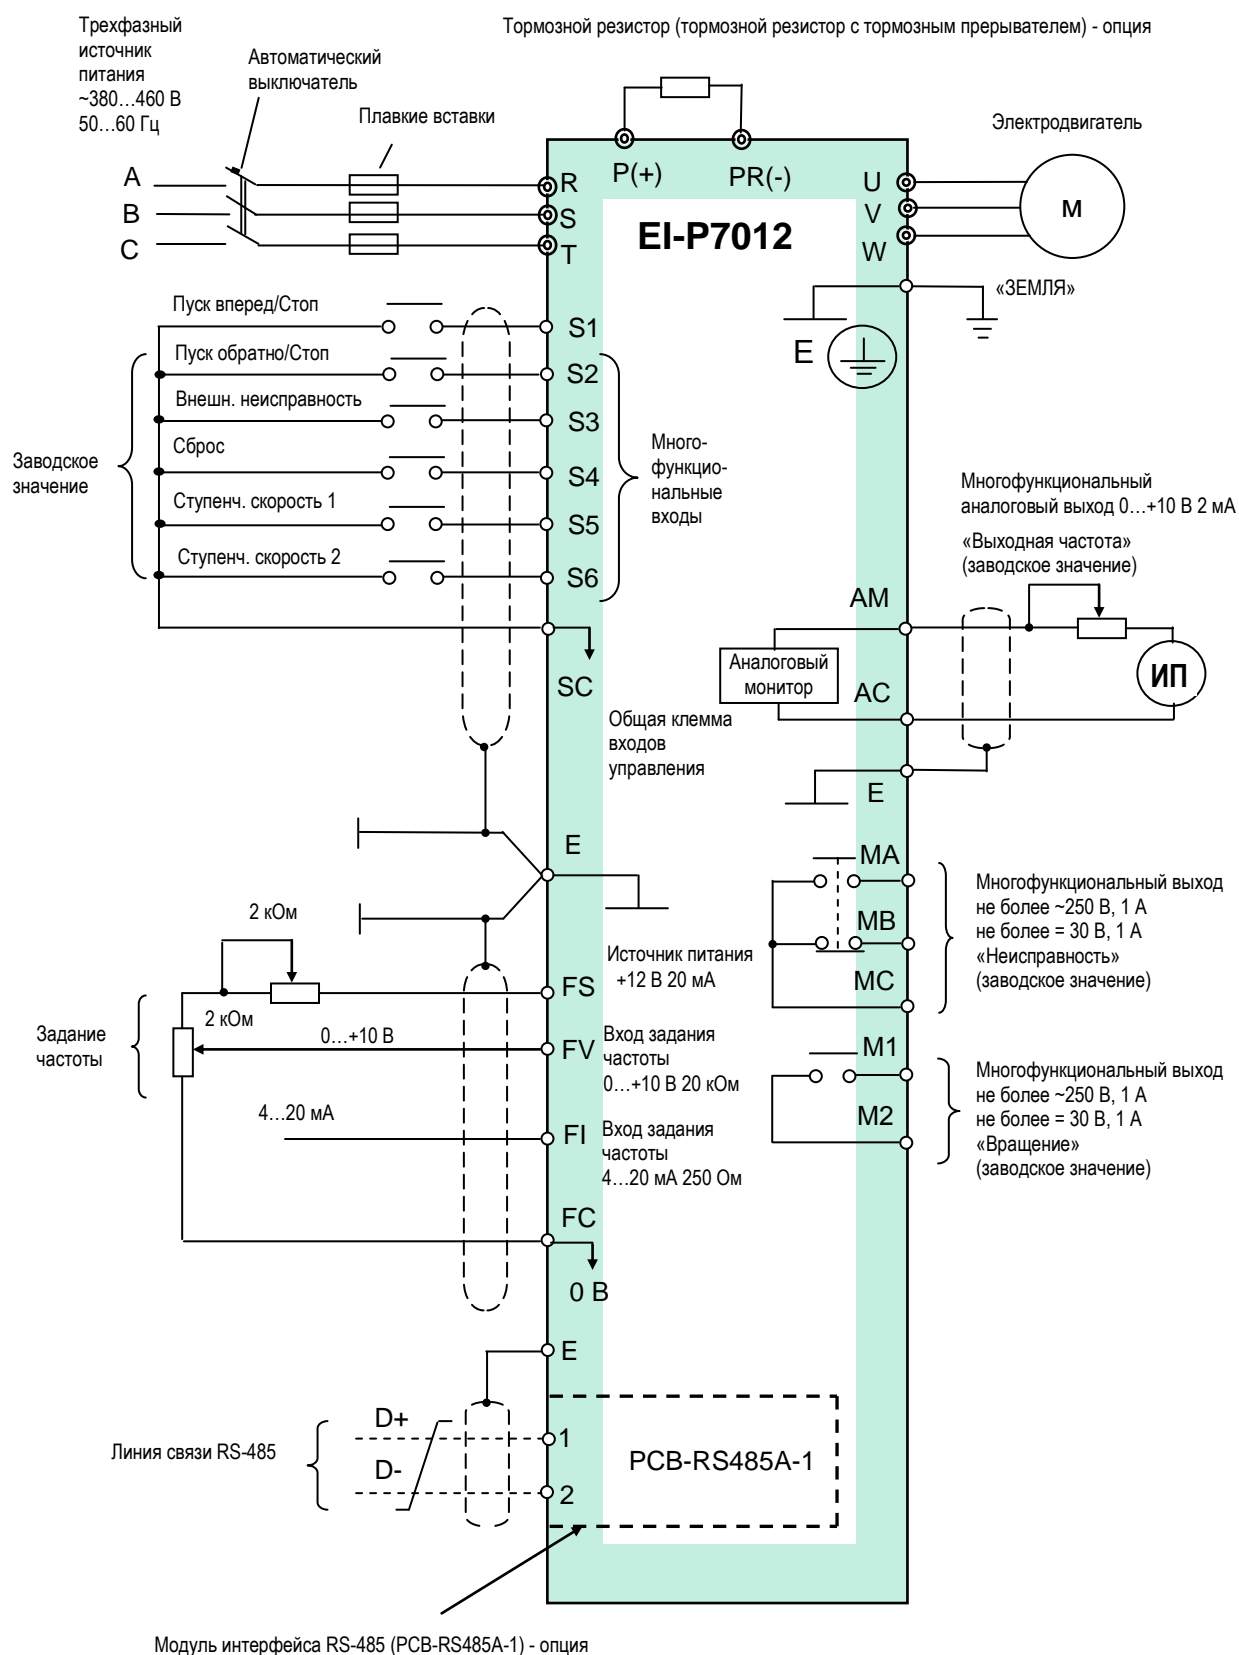 Тормозной резистор (тормозной резистор с тормозным прерывателем) - опция
Трехфазный
источник
питания
~380…460 В
50…60 Гц
Автоматический
выключатель
Плавкие вставки
Электродвигатель
P(+)
PR(-)
A
B
C
R
S
T
EI-P7012
U
V
W
М
«ЗЕМЛЯ»
E
Пуск вперед/Стоп
S1
Пуск обратно/Стоп
S2
Внешн. неисправность
S3
Сброс
S4
Ступенч. скорость 1
S5
Ступенч. скорость 2
S6
Заводское
значение
Много-
функцио-
нальные
входы
SC
Общая клемма
входов
управления
Многофункциональный
аналоговый выход 0…+10 В 2 мА
«Выходная частота»
(заводское значение)
AM
Аналоговый
монитор
AC
ИП
E
E
MA
MB
MC
Многофункциональный выход
не более ~250 В, 1 А
не более = 30 В, 1 А
«Неисправность»
(заводское значение)
2 кОм
Источник питания
+12 В 20 мА
FS
2 кОм
Задание
частоты
0…+10 В
FV
Вход задания
частоты
0…+10 В 20 кОм
M1
M2
Многофункциональный выход
не более ~250 В, 1 А
не более = 30 В, 1 А
«Вращение»
(заводское значение)
4…20 мА
FI
Вход задания
частоты
4…20 мА 250 Ом
FC
0 В
E
D+
1
Линия связи RS-485
D-
2
PCB-RS485A-1
Модуль интерфейса RS-485 (PCB-RS485A-1) - опция